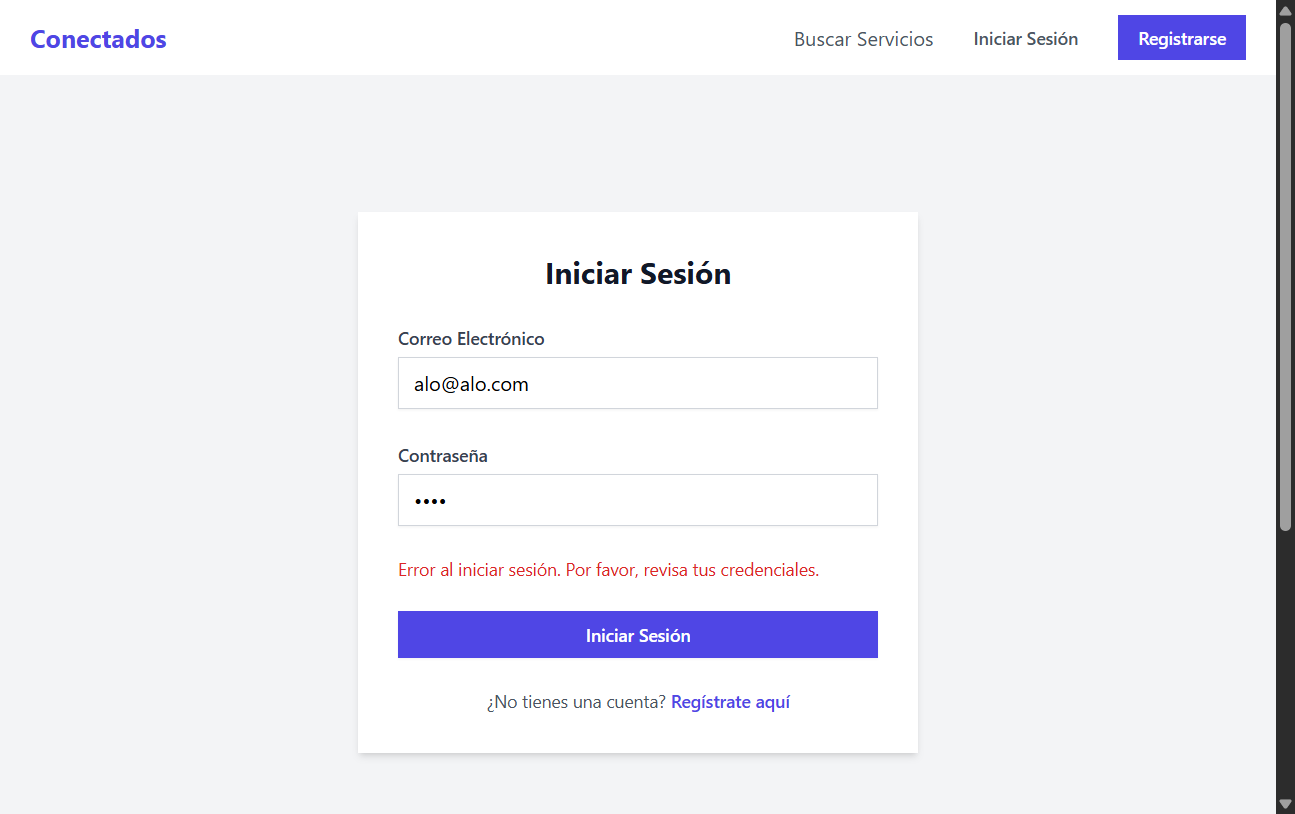 Conectados
Buscar Servicios
Iniciar Sesión
Registrarse
Iniciar Sesión
Correo Electrónico
alo@alo.com
Contraseña
••••
Error al iniciar sesión. Por favor, revisa tus credenciales.
Iniciar Sesión
¿No tienes una cuenta? Regístrate aquí